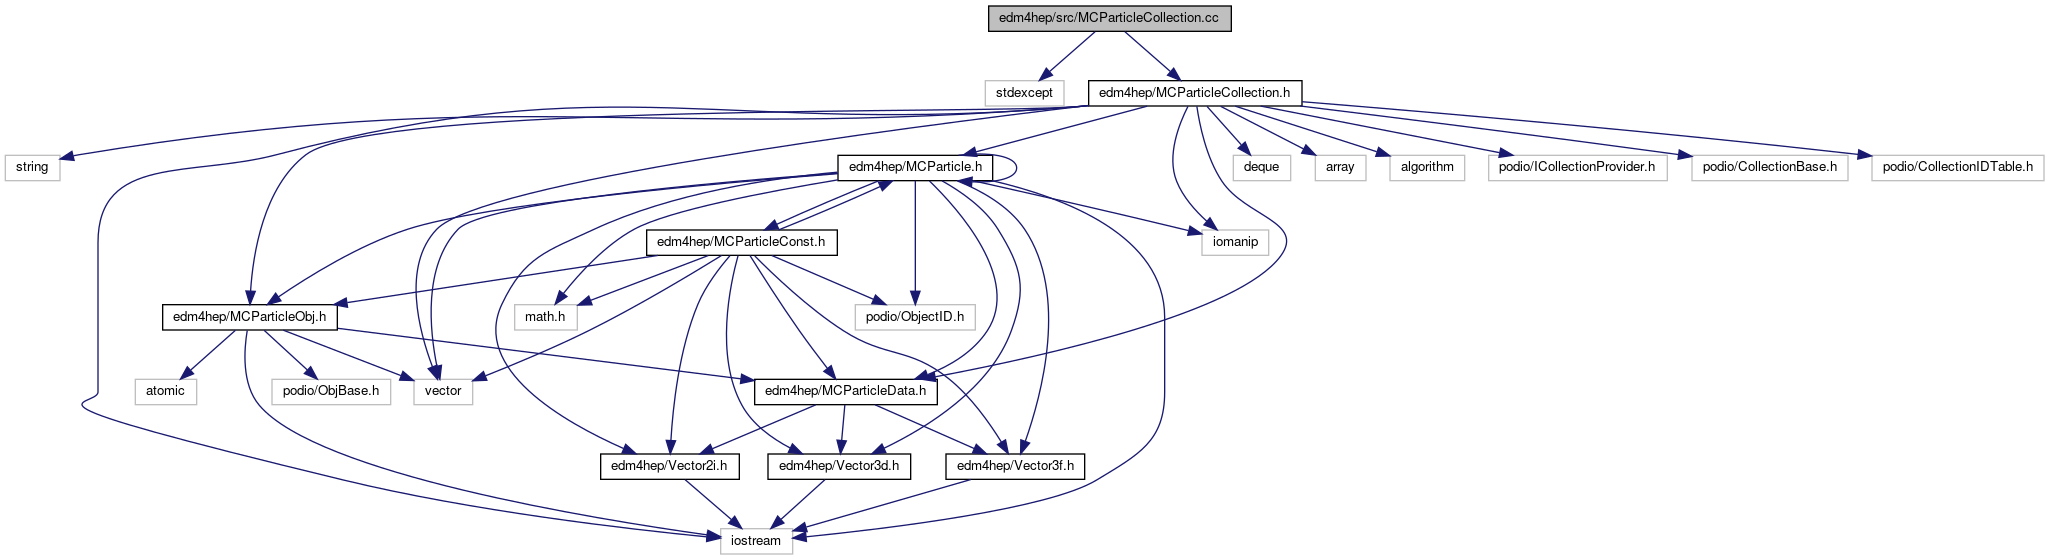 edm4hep/src/MCParticleCollection.cc
stdexcept
edm4hep/MCParticleCollection.h
string
edm4hep/MCParticle.h
deque
array
algorithm
podio/ICollectionProvider.h
podio/CollectionBase.h
podio/CollectionIDTable.h
edm4hep/MCParticleConst.h
iomanip
edm4hep/MCParticleObj.h
math.h
podio/ObjectID.h
atomic
podio/ObjBase.h
vector
edm4hep/MCParticleData.h
edm4hep/Vector2i.h
edm4hep/Vector3d.h
edm4hep/Vector3f.h
iostream